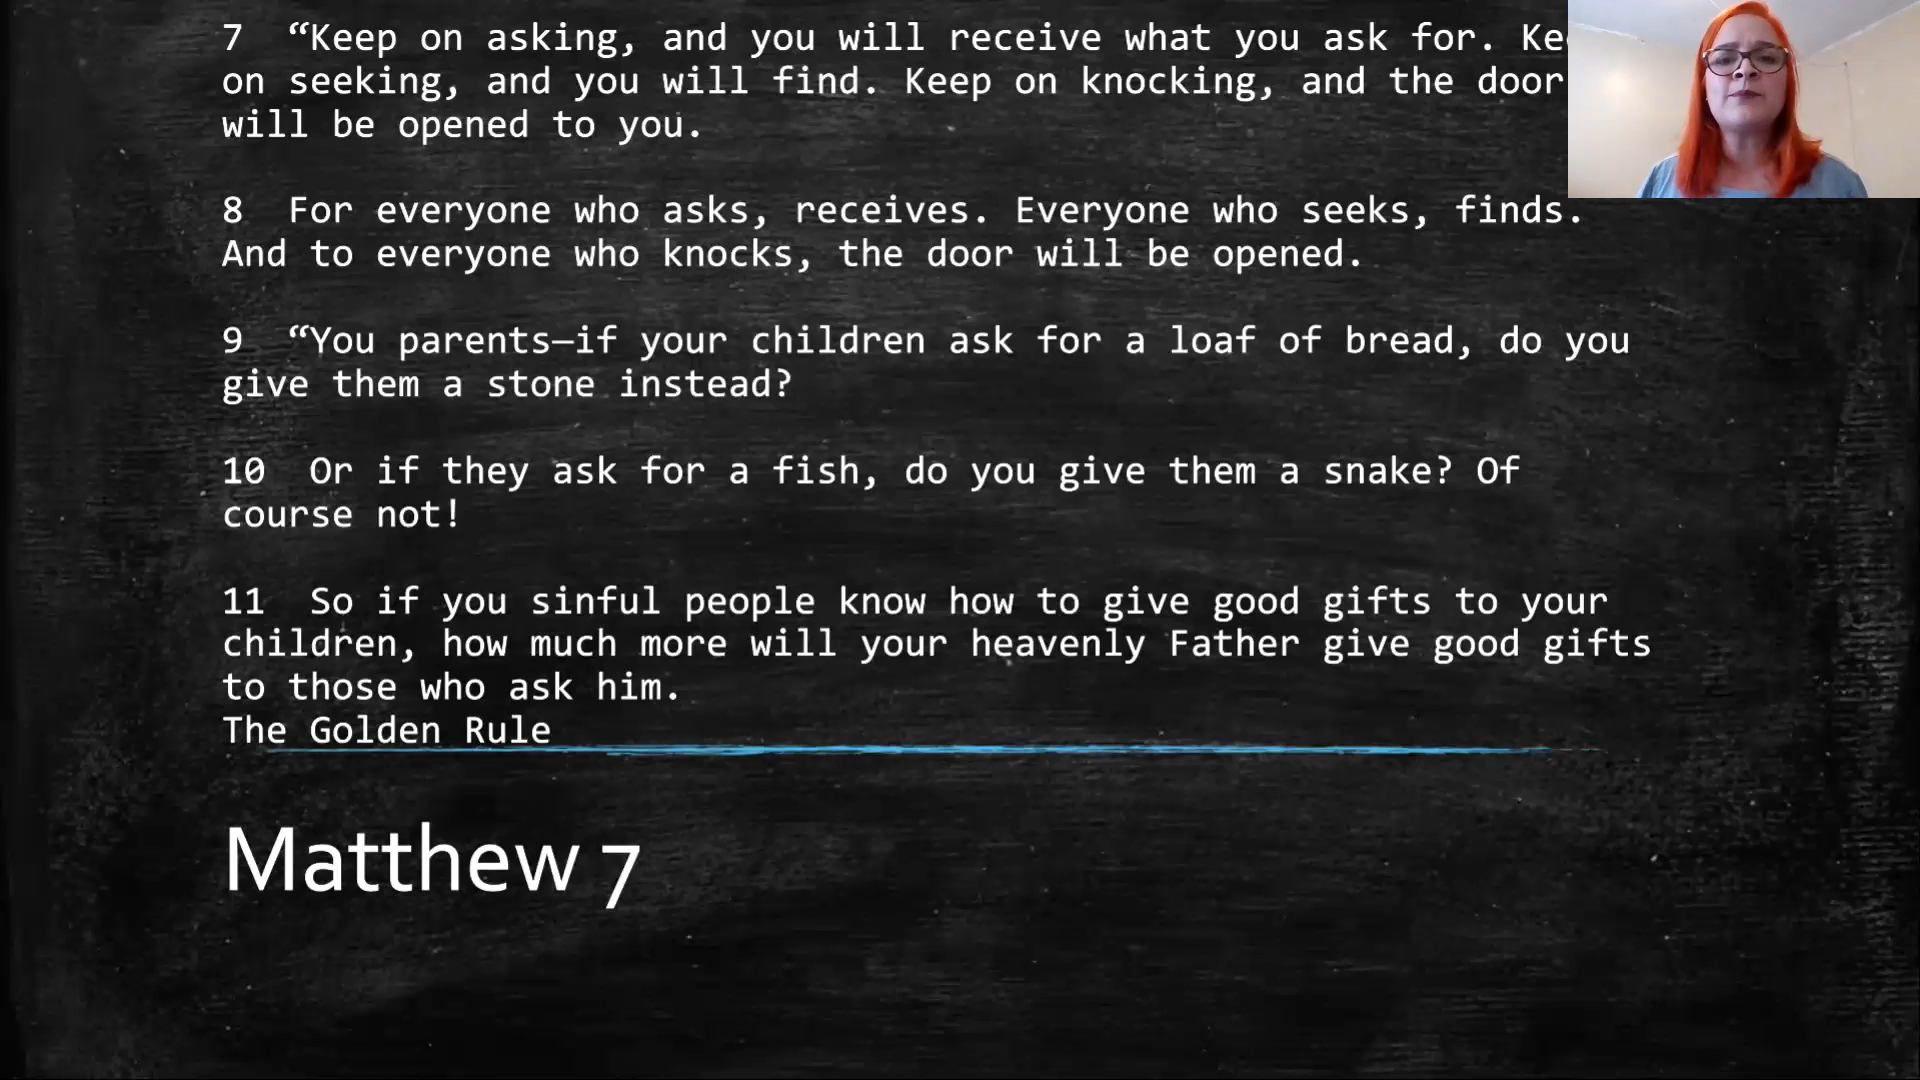 7 “Keep on asking, and you will receive what you ask for.
on seeking, and you will find. Keep on knocking, and the door
will be opened to you.
8 For everyone who asks, receives. Everyone who seeks, finds.
And to everyone who knocks, the door will be opened.
9 “You parents—if your children ask for a loaf of bread, do you
give them a stone instead?
10 Or if they ask for a fish, do you give them a snake? Of
course not!
11 So if you sinful people know how to give good gifts to your
children, how much more will your heavenly Father give good gifts
to those who ask him.
The Golden Rule
Matthew 7